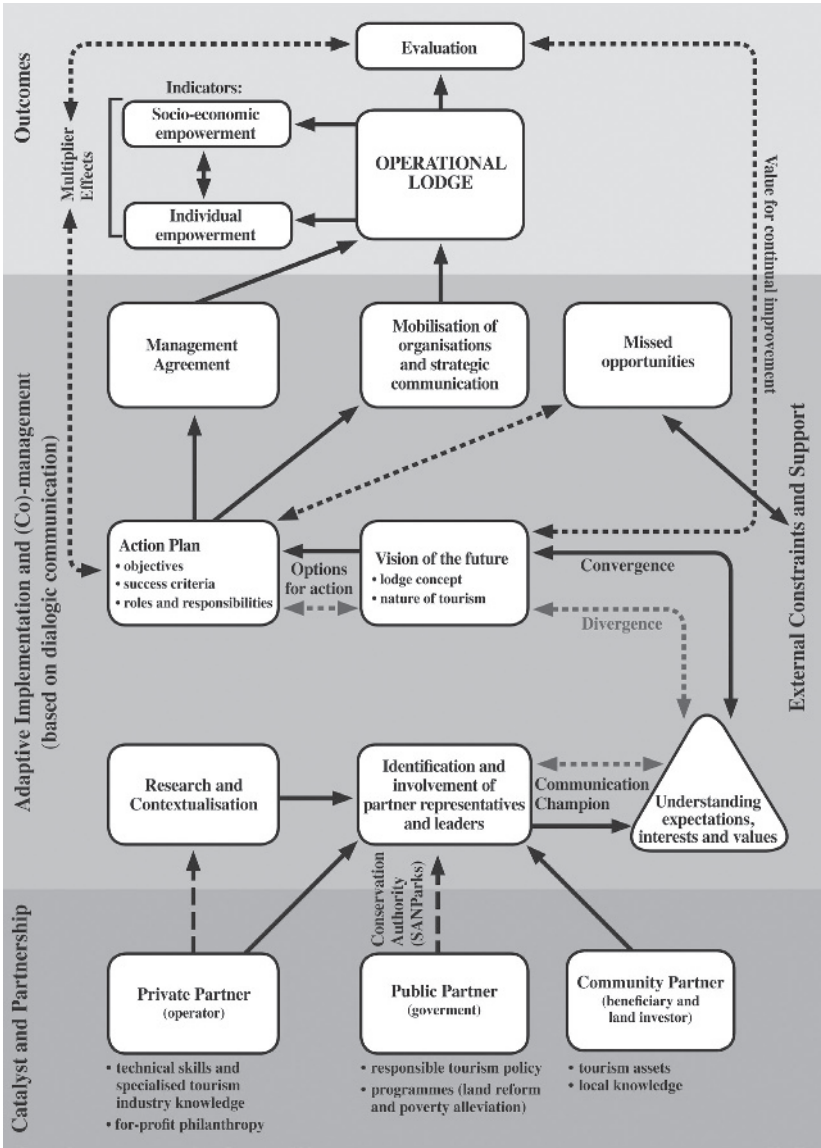 Outcomes
Evaluation
Indicators:
Socio-economic
empowerment
Multiplier
Effects
OPERATIONAL
LODGE
Individual
empowerment
Value for continual improvement
Adaptive Implementation and (Co)-management
(based on dialogic communication)
Management
Agreement
Mobilisation of
organisations
and strategic
communication
Missed
opportunities
External Constraints and Support
Action Plan
• objectives
• success criteria
• roles and responsibilities
Options
for action
Vision of the future
• lodge concept
• nature of tourism
Convergence
Divergence
Research and
Contextualisation
Identification and
involvement of
partner representatives
and leaders
Communication
Champion
Understanding
expectations,
interests and values
Catalyst and Partnership
Conservation
Authority
(SANParks)
Private Partner
(operator)
• technical skills and
specialised tourism
industry knowledge
• for-profit philanthropy
Public Partner
(goverment)
• responsible tourism policy
• programmes (land reform
and poverty alleviation)
Community Partner
(beneficiary and
land investor)
• tourism assets
• local knowledge